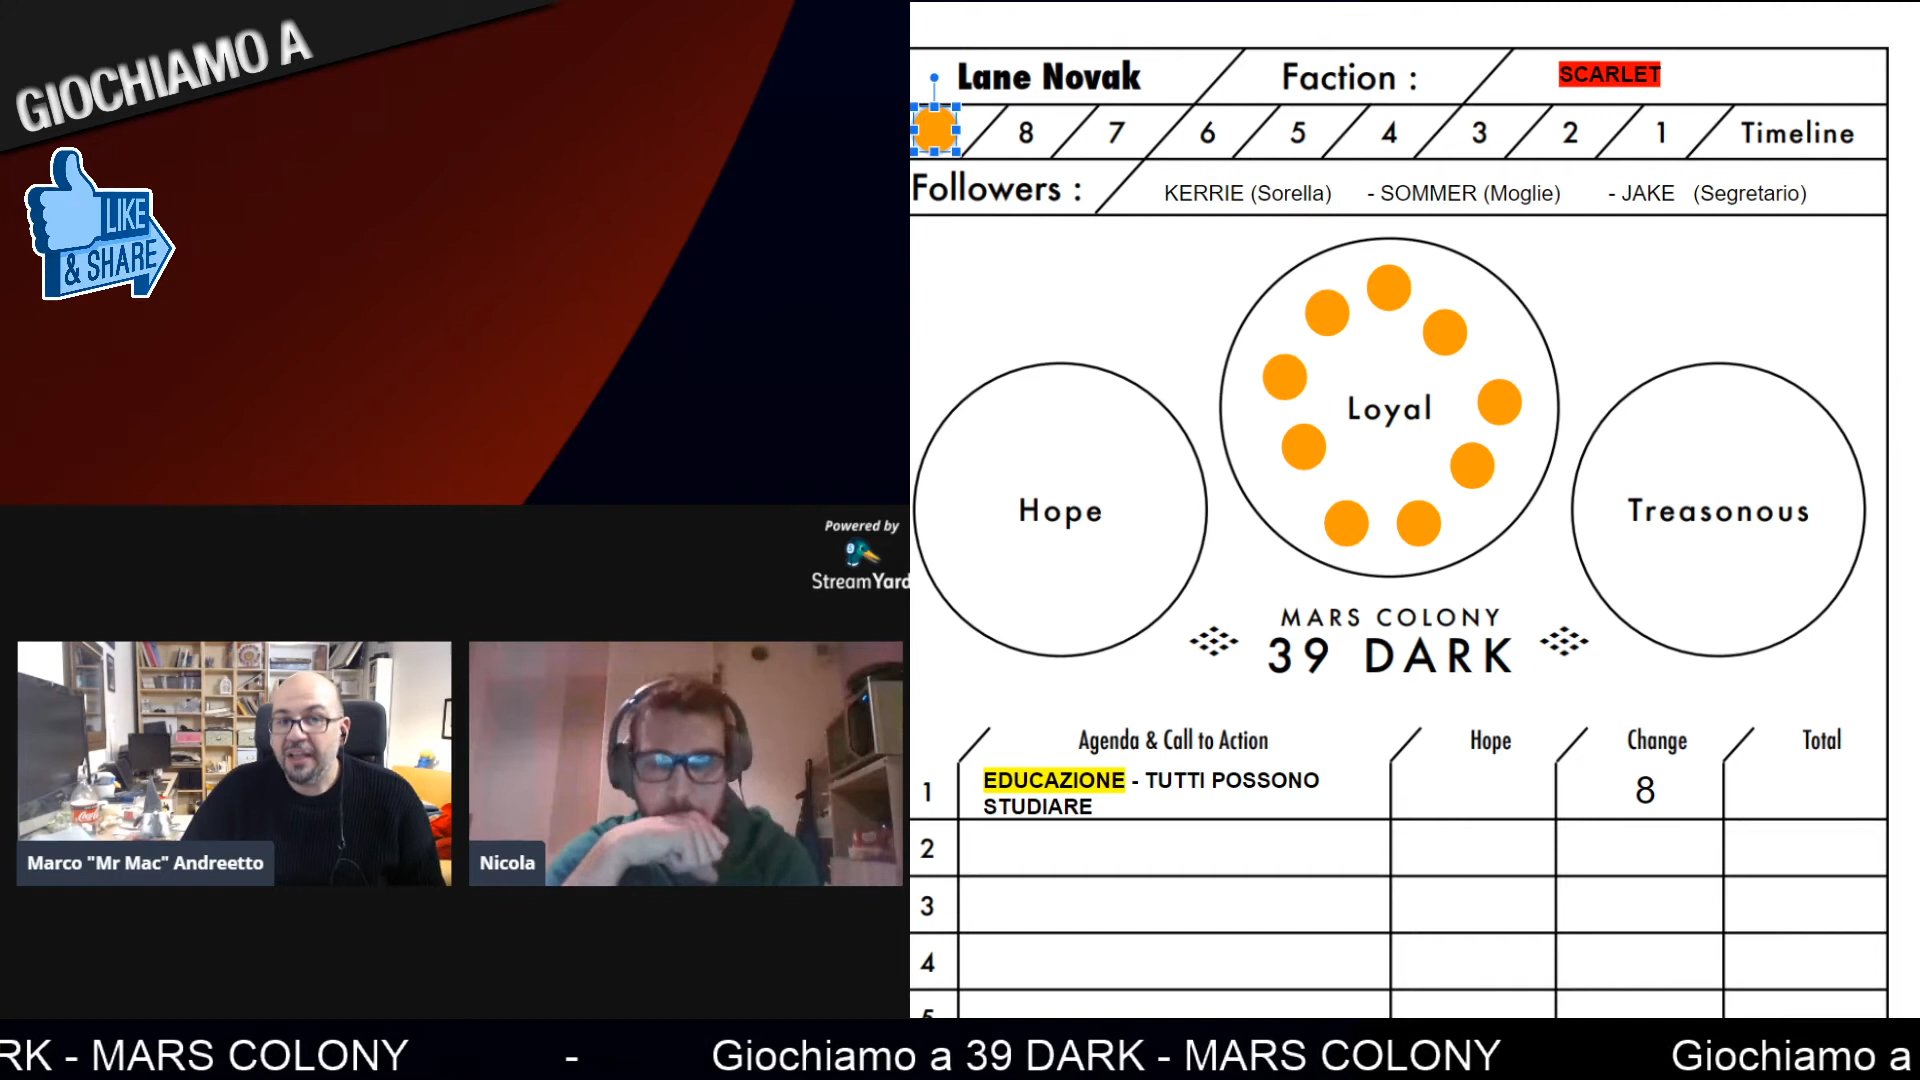 GIOCHIAMO A
LIKE
& SHARE
Powered by
StreamYard
Marco "Mr Mac" Andreetto
Nicola
Lane Novak
Faction :
SCARLET
8 7 6 5 4 3 2 1 Timeline
Followers :
KERRIE (Sorella) - SOMMER (Moglie) - JAKE (Segretario)
Loyal
Hope
Treasonous
MARS COLONY
39 DARK
Agenda & Call to Action Hope Change Total
1 EDUCAZIONE - TUTTI POSSONO
STUDIARE
8
2
3
4
RK - MARS COLONY - Giochiamo a 39 DARK - MARS COLONY Giochiamo a